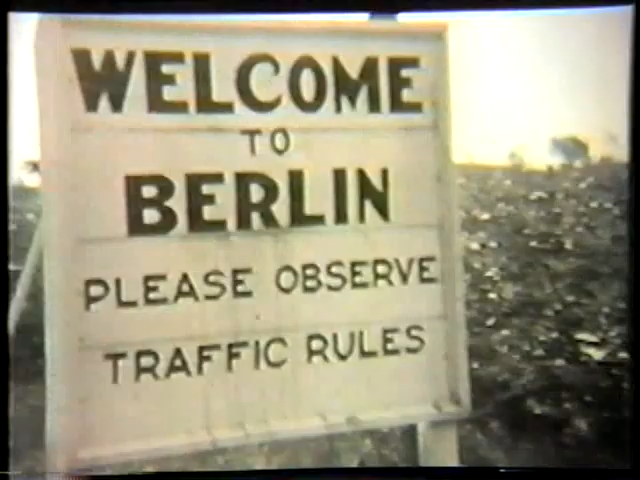 WELCOME
TO
BERLIN
PLEASE OBSERVE
TRAFFIC RULES